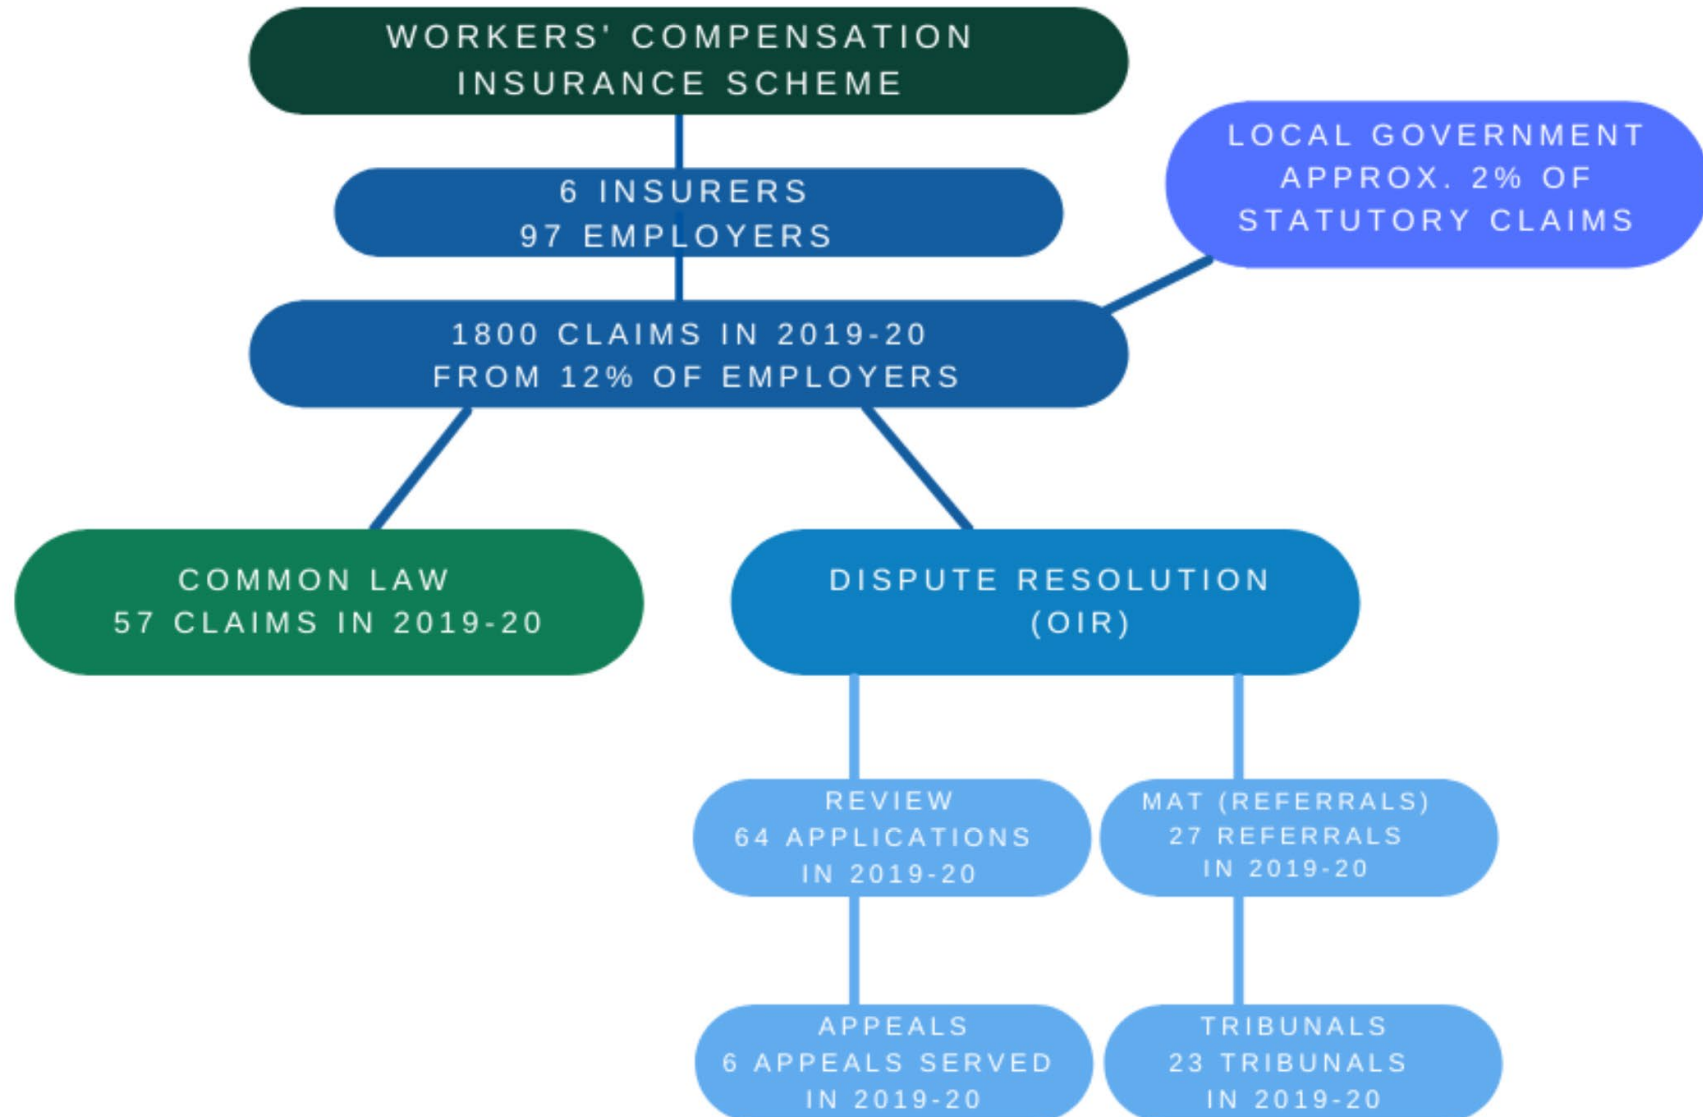 WORKERS' COMPENSATION
INSURANCE SCHEME
LOCAL GOVERNMENT
APPROX. 2% OF
STATUTORY CLAIMS
6 INSURERS
97 EMPLOYERS
1800 CLAIMS IN 2019-20
FROM 12% OF EMPLOYERS
COMMON LAW
57 CLAIMS IN 2019-20
DISPUTE RESOLUTION
(OIR)
REVIEW
64 APPLICATIONS
IN 2019-20
MAT (REFERRALS)
27 REFERRALS
IN 2019-20
APPEALS
6 APPEALS SERVED
IN 2019-20
TRIBUNALS
23 TRIBUNALS
IN 2019-20